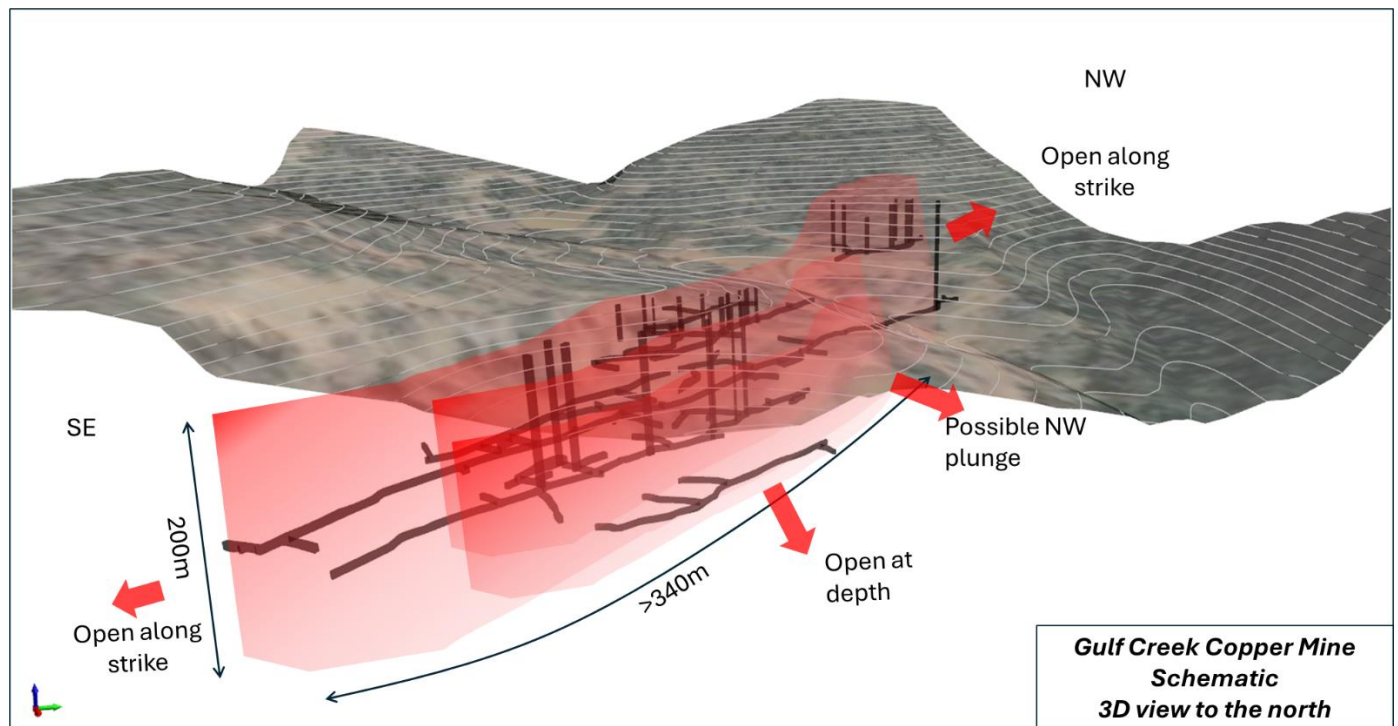 NW
Open along
strike
SE
Possible NW
plunge
200m
Open at
depth
>340m
Open along
strike
Gulf Creek Copper Mine
Schematic
3D view to the north